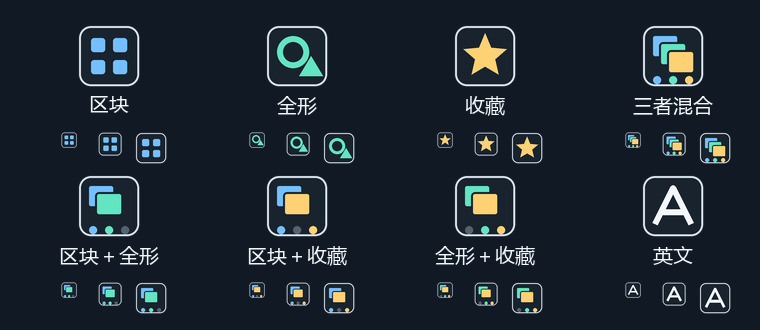 区块
全形
收藏
三者混合
区块 + 全形
区块 + 收藏
全形 + 收藏
A
英文
A
A
A